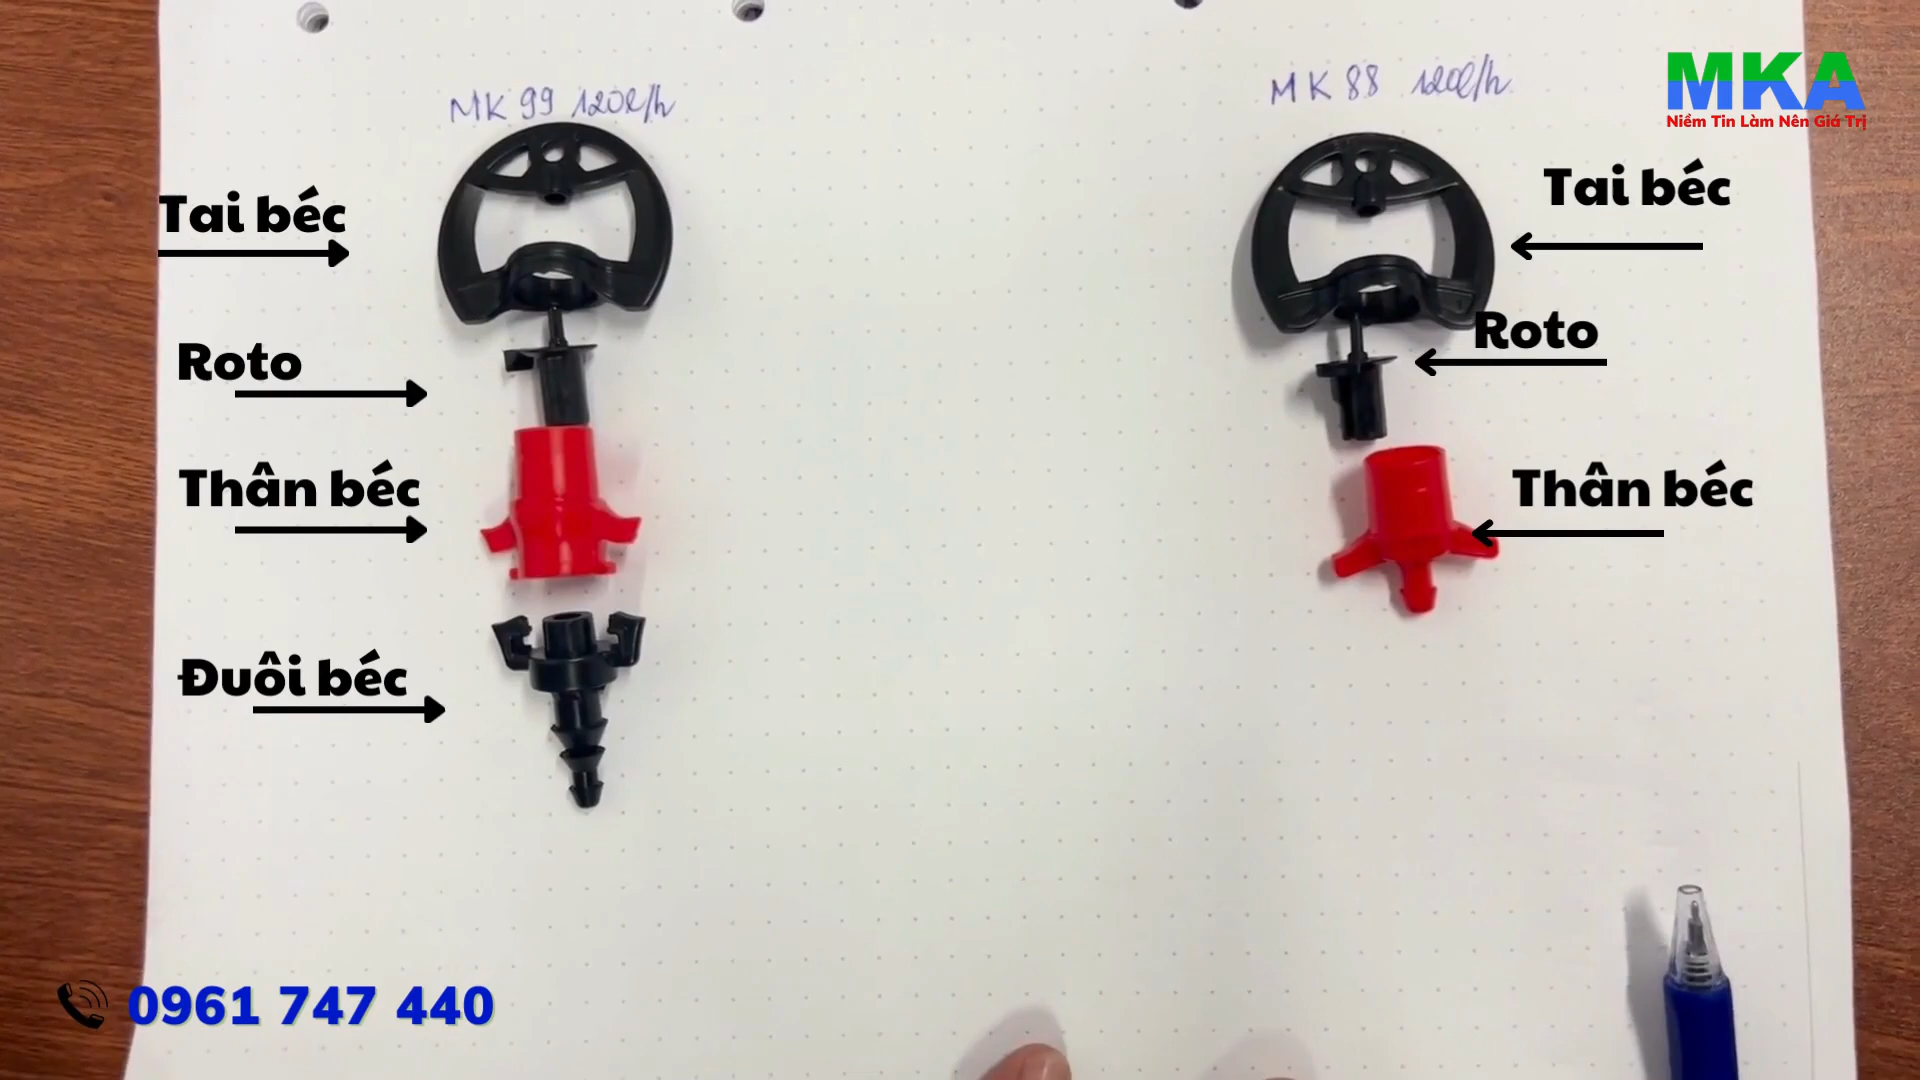 MK 99 120l/h
MK 88 120l/h
MKA
Niềm Tin Làm Nên Giá Trị
Tai béc
Tai béc
Roto
Roto
Thân béc
Thân béc
Đuôi béc
0961 747 440